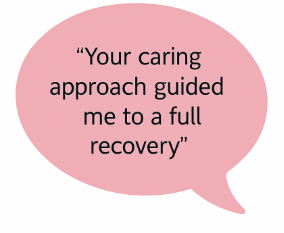 “Your caring
approach guided
me to a full
recovery”